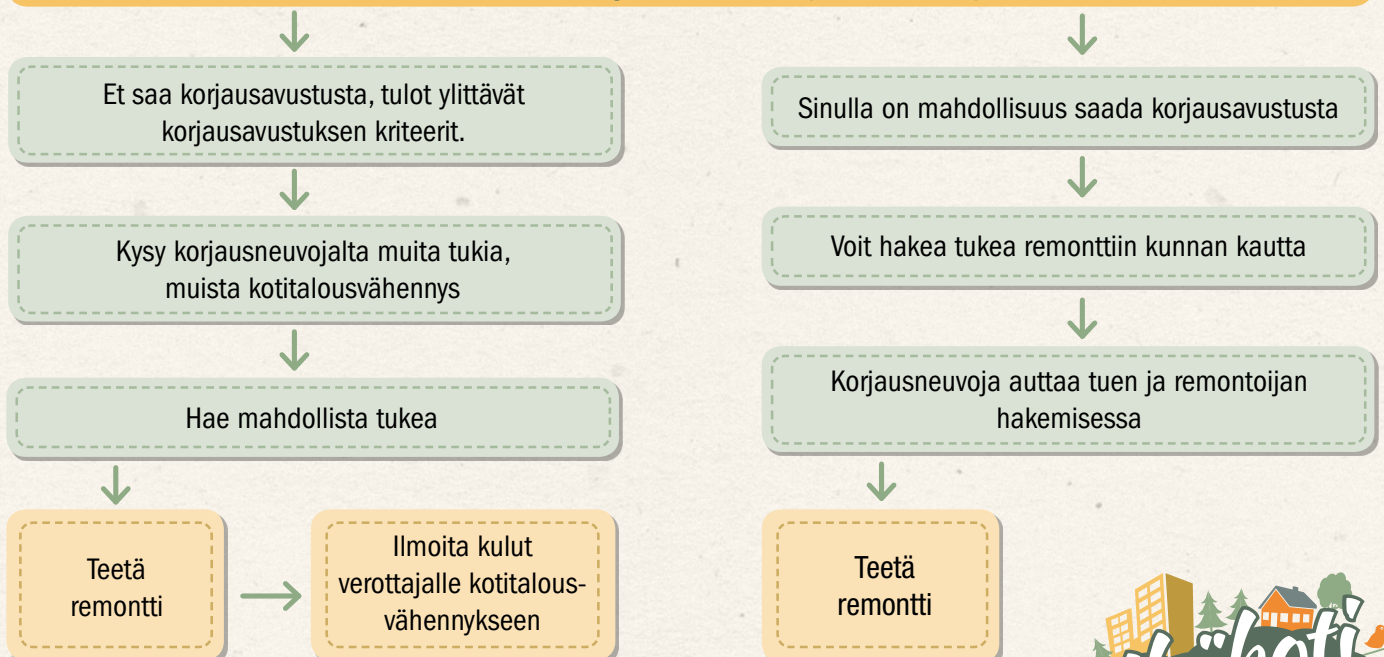 Et saa korjausavustusta, tulot ylittävät
korjausavustuksen kriteerit.
Kysy korjausneuvojalta muita tukia,
muista kotitalousvähennys
Hae mahdollista tukea
Teetä
remontti
Ilmoita kulut
verottajalle kotitalous-
vähennykseen
Sinulla on mahdollisuus saada korjausavustusta
Voit hakea tukea remonttiin kunnan kautta
Korjausneuvoja auttaa tuen ja remontoijan
hakemisessa
Teetä
remontti